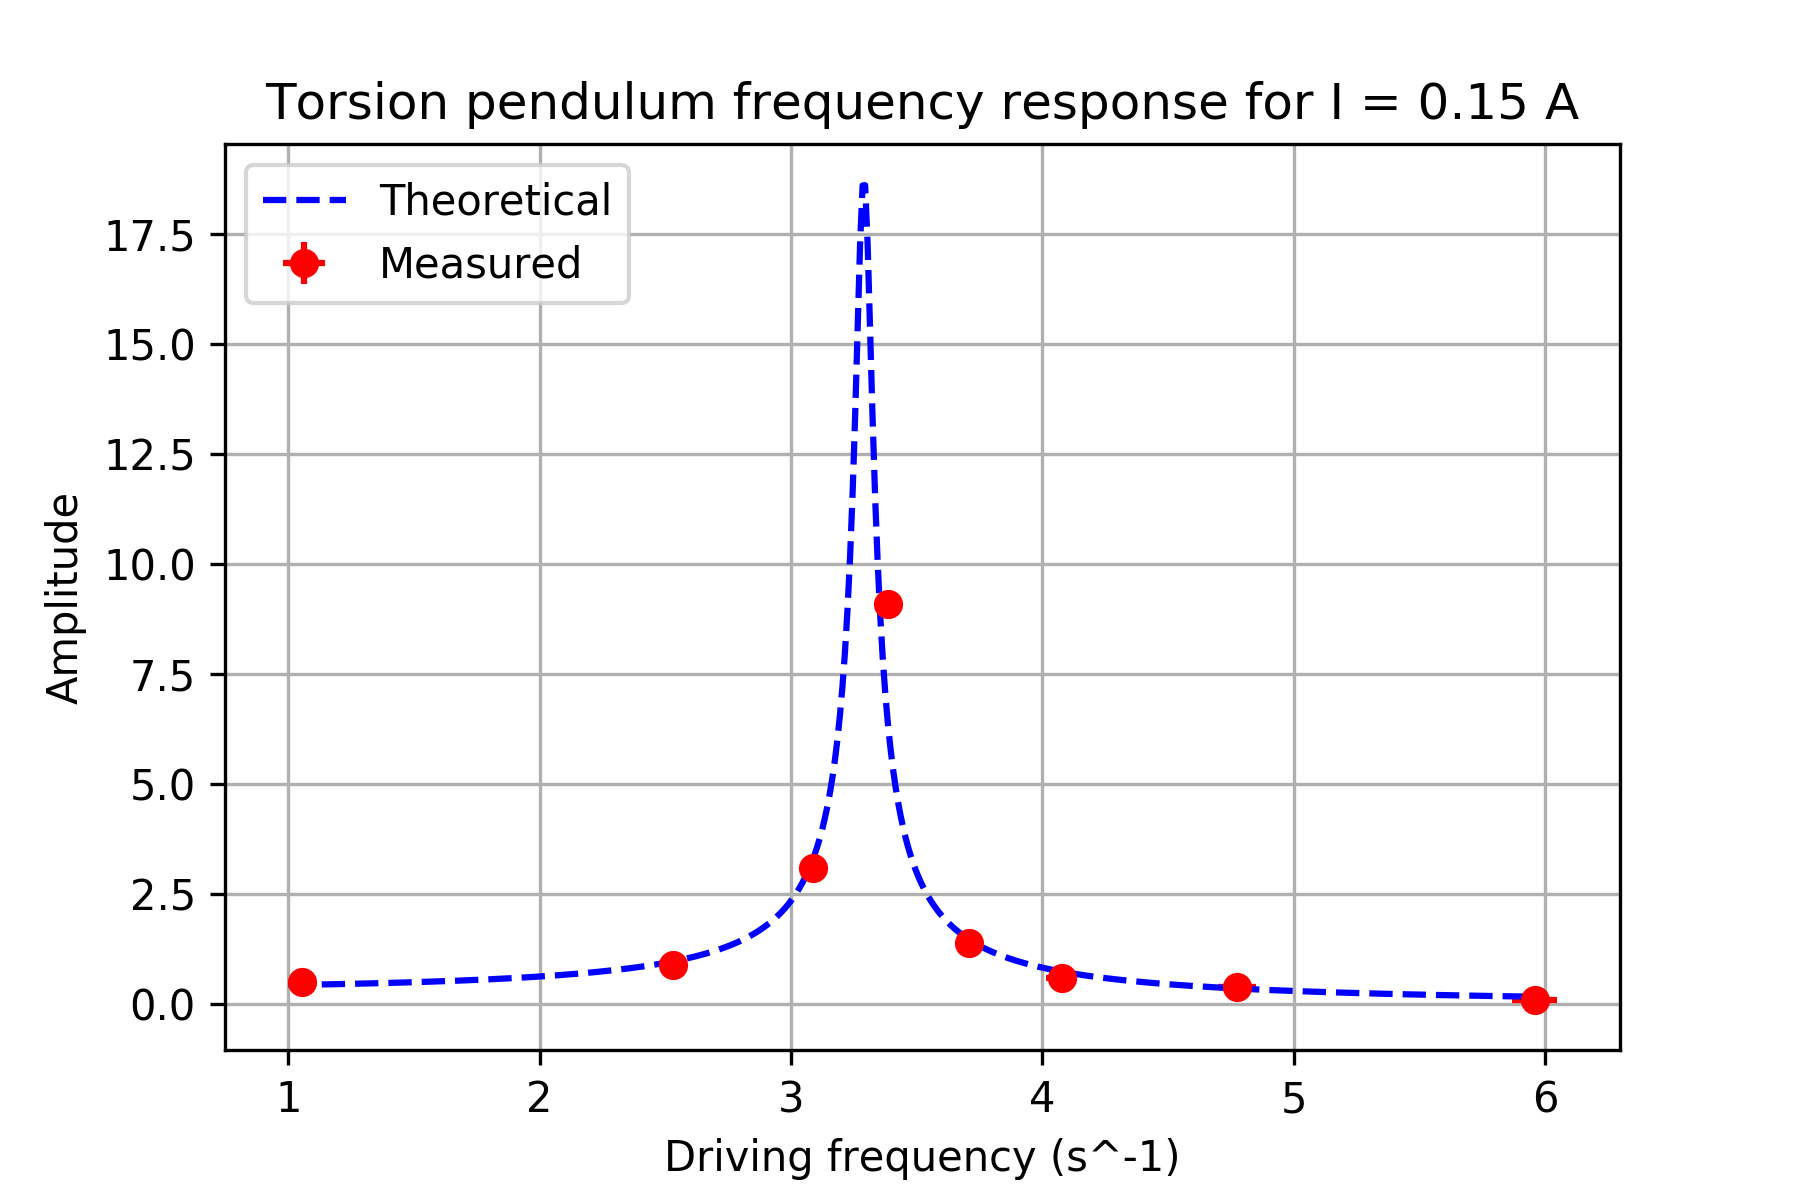 Torsion pendulum frequency response for I = 0.15 A
Theoretical
Measured
17.5
15.0
12.5
10.0
7.5
5.0
2.5
0.0
Amplitude
1 2 3 4 5 6
Driving frequency (s^-1)